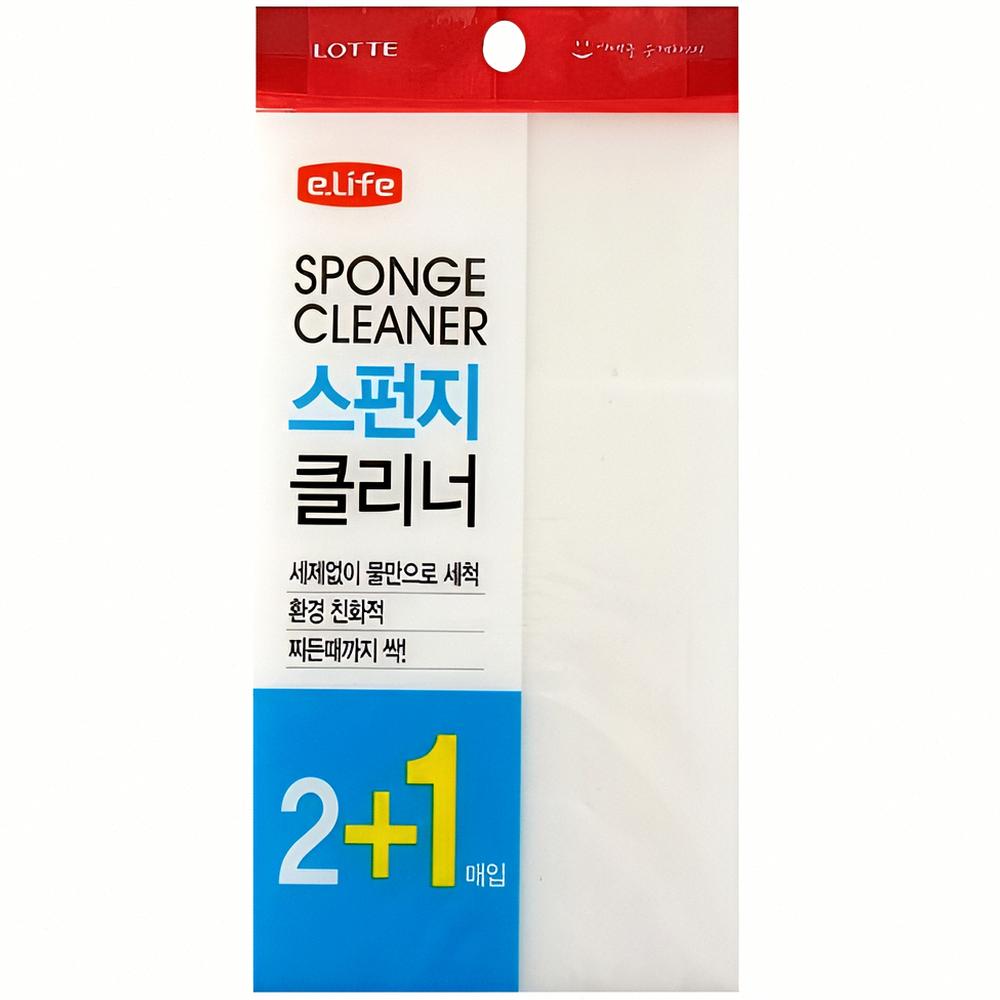 LOTTE
e.Life
SPONGE
CLEANER
스펀지
클리너
세제없이 물만으로 세척
환경 친화적
찌든때까지 싹!
2+1
매입